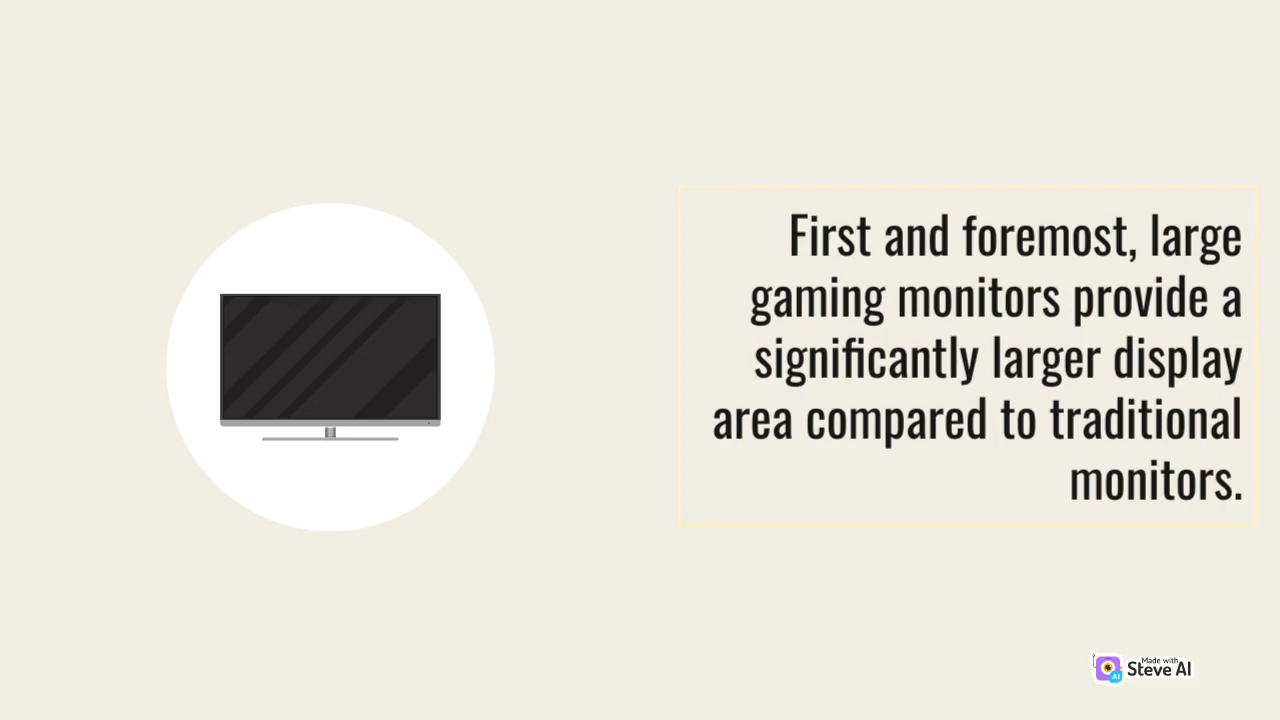 First and foremost, large
gaming monitors provide a
significantly larger display
area compared to traditional
monitors.
Made with
Steve AI
AI